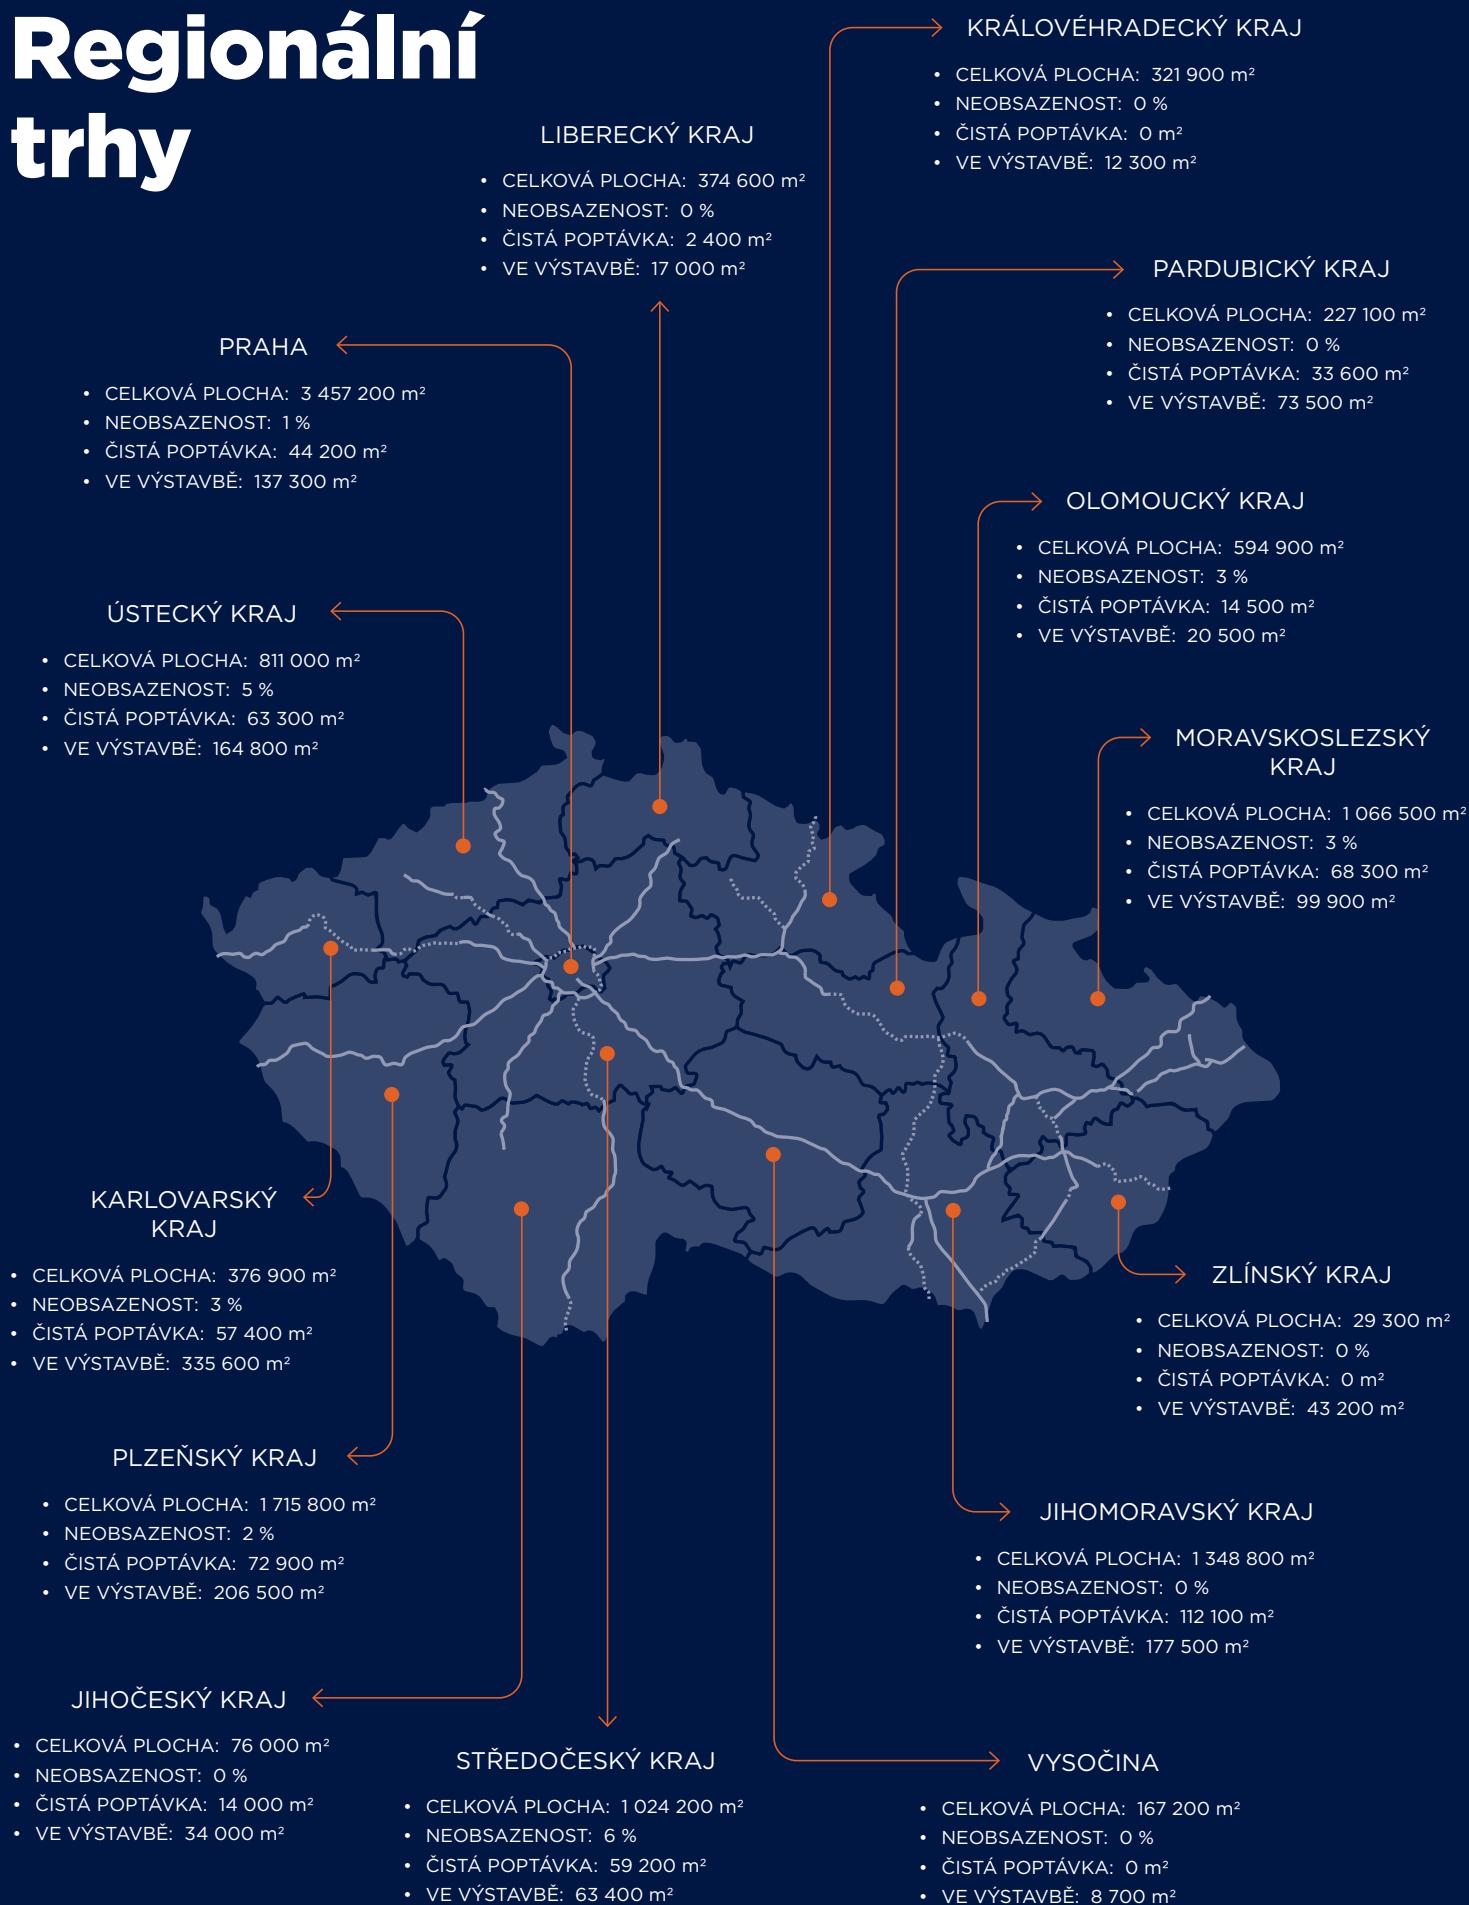 Regionální
trhy
KRÁLOVÉHRADECKÝ KRAJ
• CELKOVÁ PLOCHA: 321 900 m²
• NEOBSAZENOST: 0 %
• ČISTÁ POPTÁVKA: 0 m²
• VE VÝSTAVBĚ: 12 300 m²
LIBERECKÝ KRAJ
• CELKOVÁ PLOCHA: 374 600 m²
• NEOBSAZENOST: 0 %
• ČISTÁ POPTÁVKA: 2 400 m²
• VE VÝSTAVBĚ: 17 000 m²
PARDUBICKÝ KRAJ
• CELKOVÁ PLOCHA: 227 100 m²
• NEOBSAZENOST: 0 %
• ČISTÁ POPTÁVKA: 33 600 m²
• VE VÝSTAVBĚ: 73 500 m²
PRAHA
• CELKOVÁ PLOCHA: 3 457 200 m²
• NEOBSAZENOST: 1 %
• ČISTÁ POPTÁVKA: 44 200 m²
• VE VÝSTAVBĚ: 137 300 m²
OLOMOUCKÝ KRAJ
• CELKOVÁ PLOCHA: 594 900 m²
• NEOBSAZENOST: 3 %
• ČISTÁ POPTÁVKA: 14 500 m²
• VE VÝSTAVBĚ: 20 500 m²
ÚSTECKÝ KRAJ
• CELKOVÁ PLOCHA: 811 000 m²
• NEOBSAZENOST: 5 %
• ČISTÁ POPTÁVKA: 63 300 m²
• VE VÝSTAVBĚ: 164 800 m²
MORAVSKOSLEZSKÝ
KRAJ
• CELKOVÁ PLOCHA: 1 066 500 m²
• NEOBSAZENOST: 3 %
• ČISTÁ POPTÁVKA: 68 300 m²
• VE VÝSTAVBĚ: 99 900 m²
KARLOVARSKÝ
KRAJ
• CELKOVÁ PLOCHA: 376 900 m²
• NEOBSAZENOST: 3 %
• ČISTÁ POPTÁVKA: 57 400 m²
• VE VÝSTAVBĚ: 335 600 m²
ZLÍNSKÝ KRAJ
• CELKOVÁ PLOCHA: 29 300 m²
• NEOBSAZENOST: 0 %
• ČISTÁ POPTÁVKA: 0 m²
• VE VÝSTAVBĚ: 43 200 m²
PLZEŇSKÝ KRAJ
• CELKOVÁ PLOCHA: 1 715 800 m²
• NEOBSAZENOST: 2 %
• ČISTÁ POPTÁVKA: 72 900 m²
• VE VÝSTAVBĚ: 206 500 m²
JIHOMORAVSKÝ KRAJ
• CELKOVÁ PLOCHA: 1 348 800 m²
• NEOBSAZENOST: 0 %
• ČISTÁ POPTÁVKA: 112 100 m²
• VE VÝSTAVBĚ: 177 500 m²
JIHOČESKÝ KRAJ
• CELKOVÁ PLOCHA: 76 000 m²
• NEOBSAZENOST: 0 %
• ČISTÁ POPTÁVKA: 14 000 m²
• VE VÝSTAVBĚ: 34 000 m²
STŘEDOČESKÝ KRAJ
• CELKOVÁ PLOCHA: 1 024 200 m²
• NEOBSAZENOST: 6 %
• ČISTÁ POPTÁVKA: 59 200 m²
• VE VÝSTAVBĚ: 63 400 m²
VYSOČINA
• CELKOVÁ PLOCHA: 167 200 m²
• NEOBSAZENOST: 0 %
• ČISTÁ POPTÁVKA: 0 m²
• VE VÝSTAVBĚ: 8 700 m²